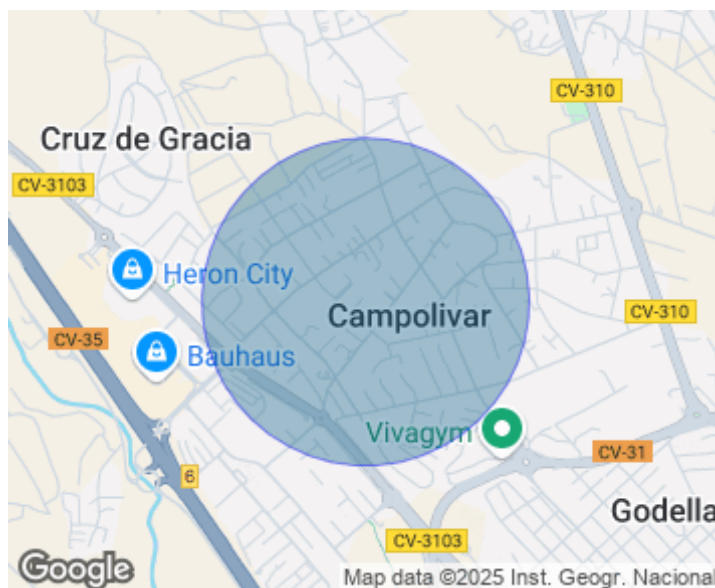 CV-310
Cruz de Gracia
CV-3103
Heron City
Campolivar
CV-310
CV-35
Bauhaus
Vivagym
CV-31
6
Godella
CV-3103
Google
Map data ©2025 Inst. Geogr. Nacional